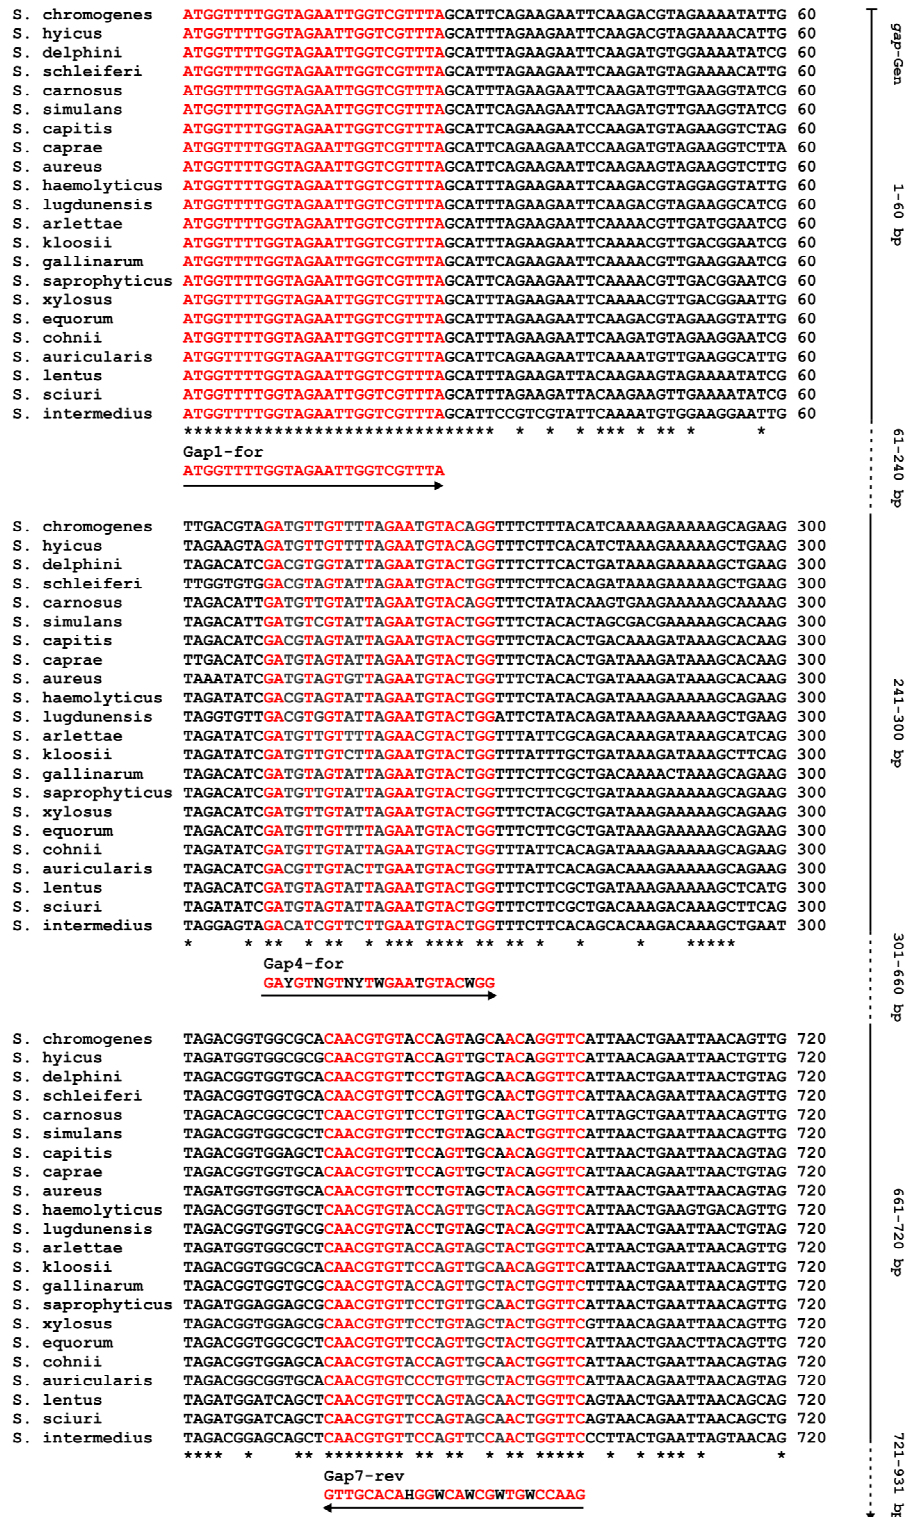 S. chromogenes ATGGTTTTGGTAGAATTGGTCGTTTAGCATTCAGAAGAATTCAAGACGTAGAAAATATTG 60
S. hyicus ATGGTTTTGGTAGAATTGGTCGTTTAGCATTTAGAAGAATTCAAGACGTAGAAAACATTG 60
S. delphini ATGGTTTTGGTAGAATTGGTCGTTTAGCATTTAGAAGAATTCAAGATGTGGAAAATATCG 60
S. schleiferi ATGGTTTTGGTAGAATTGGTCGTTTAGCATTTAGAAGAATTCAAGATGTAGAAAACATTG 60
S. carnosus ATGGTTTTGGTAGAATTGGTCGTTTAGCATTTAGAAGAATTCAAGATGTTGAAGGTATCG 60
S. simulans ATGGTTTTGGTAGAATTGGTCGTTTAGCATTCAGAAGAATTCAAGATGTTGAAGGTATCG 60
S. capitis ATGGTTTTGGTAGAATTGGTCGTTTAGCATTCAGAAGAATCCAAGATGTAGAAGGTCTAG 60
S. caprae ATGGTTTTGGTAGAATTGGTCGTTTAGCATTCAGAAGAATCCAAGATGTAGAAGGTCTTA 60
S. aureus ATGGTTTTGGTAGAATTGGTCGTTTAGCATTCAGAAGAATTCAAGAAGTAGAAGGTCTTG 60
S. haemolyticus ATGGTTTTGGTAGAATTGGTCGTTTAGCATTTAGAAGAATTCAAGACGTAGGAGGTATTG 60
S. lugdunensis ATGGTTTTGGTAGAATTGGTCGTTTAGCATTTAGAAGAATTCAAGACGTAGAAGGCATCG 60
S. arlettae ATGGTTTTGGTAGAATTGGTCGTTTAGCATTTAGAAGAATTCAAAACGTTGATGGAATCG 60
S. kloosii ATGGTTTTGGTAGAATTGGTCGTTTAGCATTTAGAAGAATTCAAAACGTTGACGGAATCG 60
S. gallinarum ATGGTTTTGGTAGAATTGGTCGTTTAGCATTTAGAAGAATTCAAAACGTTGAAGGAATCG 60
S. saprophyticus ATGGTTTTGGTAGAATTGGTCGTTTAGCATTCAGAAGAATTCAAAACGTTGACGGAATCG 60
S. xylosus ATGGTTTTGGTAGAATTGGTCGTTTAGCATTTAGAAGAATTCAAAACGTTGACGGAATTG 60
S. equorum ATGGTTTTGGTAGAATTGGTCGTTTAGCATTTAGAAGAATTCAAGACGTAGAAGGTATTG 60
S. cohnii ATGGTTTTGGTAGAATTGGTCGTTTAGCATTTAGAAGAATTCAAGATGTAGAAGGAATCG 60
S. auricularis ATGGTTTTGGTAGAATTGGTCGTTTAGCATTCAGAAGAATTCAAAATGTTGAAGGCATTG 60
S. lentus ATGGTTTTGGTAGAATTGGTCGTTTAGCATTTAGAAGATTACAAGAAGTAGAAAATATCG 60
S. sciuri ATGGTTTTGGTAGAATTGGTCGTTTAGCATTTAGAAGATTACAAGAAGTTGAAAATATCG 60
S. intermedius ATGGTTTTGGTAGAATTGGTCGTTTAGCATTCCGTCGTATTCAAAATGTGGAAGGAATTG 60
******************************* * * * *** * ** * *
Gap1-for
ATGGTTTTGGTAGAATTGGTCGTTTA
S. chromogenes TTGACGTAGATGTTGTTTTAGAATGTACAGGTTTCTTTACATCAAAAGAAAAAGCAGAAG 300
S. hyicus TAGAAGTAGATGTTGTTTTAGAATGTACAGGTTTCTTCACATCTAAAGAAAAAGCTGAAG 300
S. delphini TAGACATCGACGTGGTATTAGAATGTACTGGTTTCTTCACTGATAAAGAAAAAGCTGAAG 300
S. schleiferi TTGGTGTGGACGTAGTATTAGAATGTACTGGTTTCTTCACAGATAAAGAAAAAGCTGAAG 300
S. carnosus TAGACATTGATGTTGTATTAGAATGTACAGGTTTCTATACAAGTGAAGAAAAAGCAAAAG 300
S. simulans TAGACATTGATGTCGTATTAGAATGTACTGGTTTCTACACTAGCGACGAAAAAGCACAAG 300
S. capitis TAGACATCGACGTAGTATTAGAATGTACTGGTTTCTACACTGACAAAGATAAAGCACAAG 300
S. caprae TTGACATCGATGTAGTATTAGAATGTACTGGTTTCTACACTGATAAAGATAAAGCACAAG 300
S. aureus TAAATATCGATGTAGTGTTAGAATGTACTGGTTTCTACACTGATAAAGATAAAGCACAAG 300
S. haemolyticus TAGATATCGACGTAGTATTAGAATGTACTGGTTTCTATACAGATAAAGAAAAAGCAGAAG 300
S. lugdunensis TAGGTGTTGACGTGGTATTAGAATGTACTGGATTCTATACAGATAAAGAAAAAGCTGAAG 300
S. arlettae TAGATATCGATGTTGTTTTAGAACGTACTGGTTTATTCGCAGACAAAGATAAAGCATCAG 300
S. kloosii TAGATATCGATGTTGTCTTAGAATGTACTGGTTTATTTGCTGATAAAGATAAAGCTTCAG 300
S. gallinarum TAGACATCGATGTAGTATTAGAATGTACTGGTTTCTTCGCTGACAAAACTAAAGCAGAAG 300
S. saprophyticus TAGACATCGATGTTGTATTAGAATGTACTGGTTTCTTCGCTGATAAAGAAAAAGCAGAAG 300
S. xylosus TAGACATCGATGTTGTATTAGAATGTACTGGTTTCTACGCTGATAAAGAAAAAGCAGAAG 300
S. equorum TAGACATCGATGTTGTTTTAGAATGTACTGGTTTCTTCGCTGATAAAGAAAAAGCAGAAG 300
S. cohnii TAGATATCGATGTTGTATTAGAATGTACTGGTTTATTCACAGATAAAGAAAAAGCAGAAG 300
S. auricularis TAGACATCGACGTTGTACTTGAATGTACTGGTTTATTCACAGACAAAGAAAAAGCAGAAG 300
S. lentus TAGACATCGATGTAGTATTAGAATGTACTGGTTTCTTCGCTGATAAAGAAAAAGCTCATG 300
S. sciuri TAGATATCGATGTAGTATTAGAATGTACTGGTTTCTTCGCTGACAAAGACAAAGCTTCAG 300
S. intermedius TAGGAGTAGACATCGTTCTTGAATGTACTGGTTTCTTCACAGCACAAGACAAAGCTGAAT 300
* * ** * ** * *** **** ** ** * * * *****
Gap4-for
GAYGTNGTNYTWGAATGTACWGG
S. chromogenes TAGACGGTGGCGCACAACGTGTACCAGTAGCAACAGGTTCATTAACTGAATTAACAGTTG 720
S. hyicus TAGATGGTGGCGCGCAACGTGTACCAGTTGCTACAGGTTCATTAACAGAATTAACTGTTG 720
S. delphini TAGACGGTGGTGCACAACGTGTTCCTGTAGCAACAGGTTCATTAACTGAATTAACTGTAG 720
S. schleiferi TAGACGGTGGTGCACAACGTGTTCCAGTTGCAACTGGTTCATTAACAGAATTAACAGTTG 720
S. carnosus TAGACAGCGGCGCTCAACGTGTTCCTGTTGCAACTGGTTCATTAGCTGAATTAACAGTTG 720
S. simulans TAGACGGTGGCGCTCAACGTGTTCCTGTAGCAACTGGTTCATTAACTGAATTAACAGTTG 720
S. capitis TAGACGGTGGAGCTCAACGTGTTCCAGTTGCAACAGGTTCATTAACTGAATTAACAGTTG 720
S. caprae TAGACGGTGGTGCACAACGTGTTCCAGTTGCTACAGGTTCATTAACAGAATTAACTGTAG 720
S. aureus TAGATGGTGGTGCACAACGTGTTCCTGTAGCTACAGGTTCATTAACTGAATTAACAGTAG 720
S. haemolyticus TAGACGGTGGTGCTCAACGTGTACCAGTTGCTACAGGTTCATTAACTGAAGTGACAGTTG 720
S. lugdunensis TAGACGGTGGTGCGCAACGTGTACCTGTAGCTACAGGTTCATTAACTGAATTAACTGTAG 720
S. arlettae TAGATGGTGGCGCTCAACGTGTACCAGTAGCTACTGGTTCATTAACTGAATTAACAGTTG 720
S. kloosii TAGACGGTGGCGCACAACGTGTTCCAGTTGCAACAGGTTCATTAACTGAATTAACAGTTG 720
S. gallinarum TAGACGGTGGTGCGCAACGTGTACCAGTTGCTACTGGTTCTTTAACTGAATTAACAGTTG 720
S. saprophyticus TAGATGGAGGAGCGCAACGTGTTCCTGTTGCAACTGGTTCATTAACTGAATTAACAGTTG 720
S. xylosus TAGACGGTGGAGCGCAACGTGTTCCTGTAGCTACTGGTTCGTTAACAGAATTAACAGTTG 720
S. equorum TAGACGGTGGCGCTCAACGTGTTCCAGTTGCTACTGGTTCATTAACTGAACTTACAGTTG 720
S. cohnii TAGACGGTGGAGCACAACGTGTACCAGTTGCAACTGGTTCATTAACTGAATTAACAGTAG 720
S. auricularis TAGACGGCGGTGCACAACGTGTCCCTGTTGCTACTGGTTCATTAACAGAATTAACAGTAG 720
S. lentus TAGATGGATCAGCTCAACGTGTTCCAGTAGCAACTGGTTCAGTAACTGAATTAACAGCAG 720
S. sciuri TAGATGGATCAGCTCAACGTGTTCCAGTAGCAACTGGTTCAGTAACAGAATTAACAGCTG 720
S. intermedius TAGACGGAGCAGCTCAACGTGTTCCAGTTCCAACTGGTTCCCTTACTGAATTAGTAACAG 720
**** * ** ******** ** ** * ** ***** * * *** * *
Gap7-rev
GTTGCACAHGGWCAWCGWTGWCCAAG
gap-Gen
1-60 bp
61-240 bp
241-300 bp
301-660 bp
661-720 bp
721-931 bp